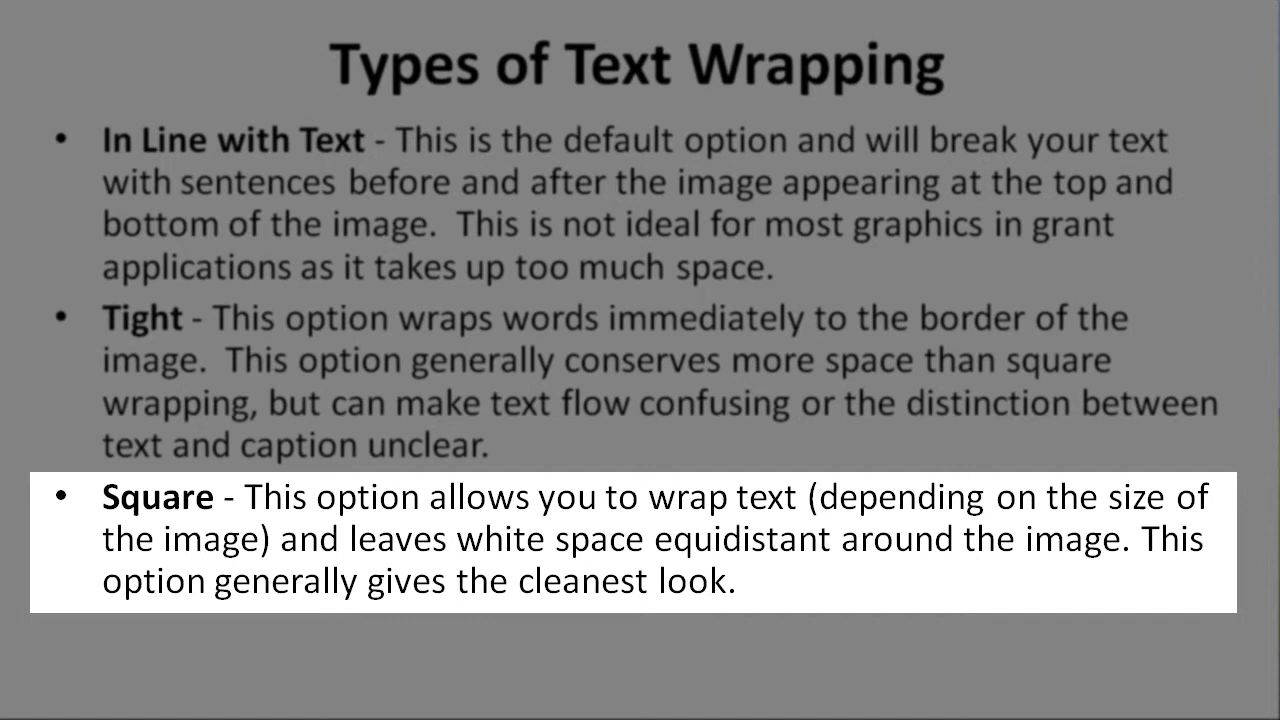 Types of Text Wrapping
• In Line with Text - This is the default option and will break your text
with sentences before and after the image appearing at the top and
bottom of the image.  This is not ideal for most graphics in grant
applications as it takes up too much space.
• Tight - This option wraps words immediately to the border of the
image.  This option generally conserves more space than square
wrapping, but can make text flow confusing or the distinction between
text and caption unclear.
• Square - This option allows you to wrap text (depending on the size of
the image) and leaves white space equidistant around the image. This
option generally gives the cleanest look.